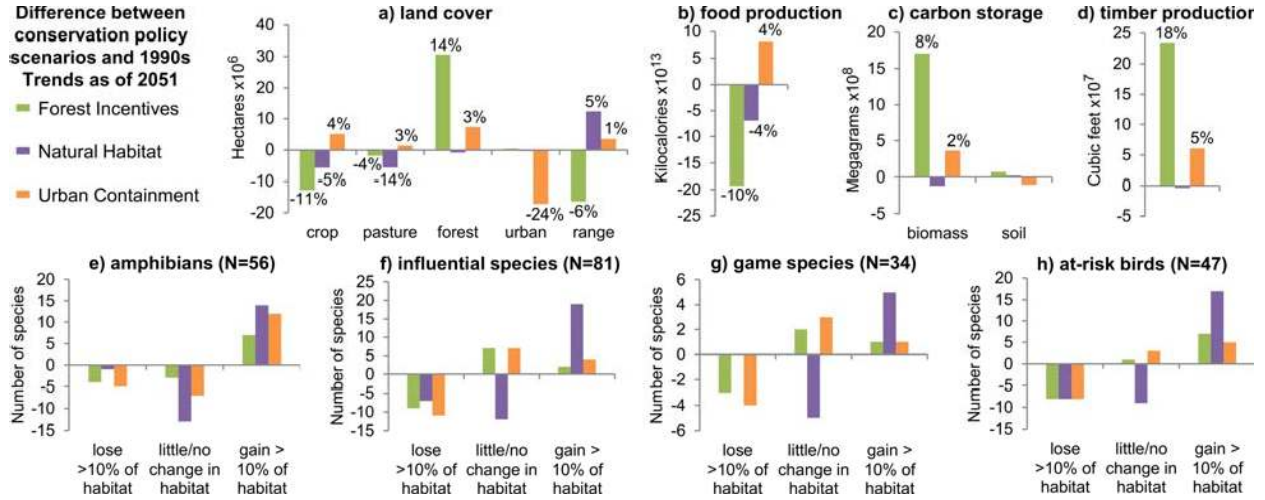 Difference between
conservation policy
scenarios and 1990s
Trends as of 2051
Forest Incentives
Natural Habitat
Urban Containment
a) land cover
Hectares x10⁶
40
30
20
10
0
-10
-20
-11%
-5%
4%
-4%
-14%
3%
14%
3%
-24%
-6%
5%
1%
crop pasture forest urban range
b) food production
Kilocalories x10¹³
10
5
0
-5
-10
-15
-20
-25
-10%
-4%
4%
c) carbon storage
Megagrams x10⁸
20
15
10
5
0
-5
8%
2%
biomass soil
d) timber production
Cubic feet x10⁷
25
20
15
10
5
0
-5
18%
5%
e) amphibians (N=56)
Number of species
20
15
10
5
0
-5
-10
-15
lose little/no gain >
>10% of change in 10% of
habitat habitat habitat
f) influential species (N=81)
Number of species
25
20
15
10
5
0
-5
-10
-15
lose little/no gain >
>10% of change in 10% of
habitat habitat habitat
g) game species (N=34)
Number of species
6
4
2
0
-2
-4
-6
lose little/no gain >
>10% of change in 10% of
habitat habitat habitat
h) at-risk birds (N=47)
Number of species
20
15
10
5
0
-5
-10
-15
lose little/no gain >
>10% of change in 10% of
habitat habitat habitat